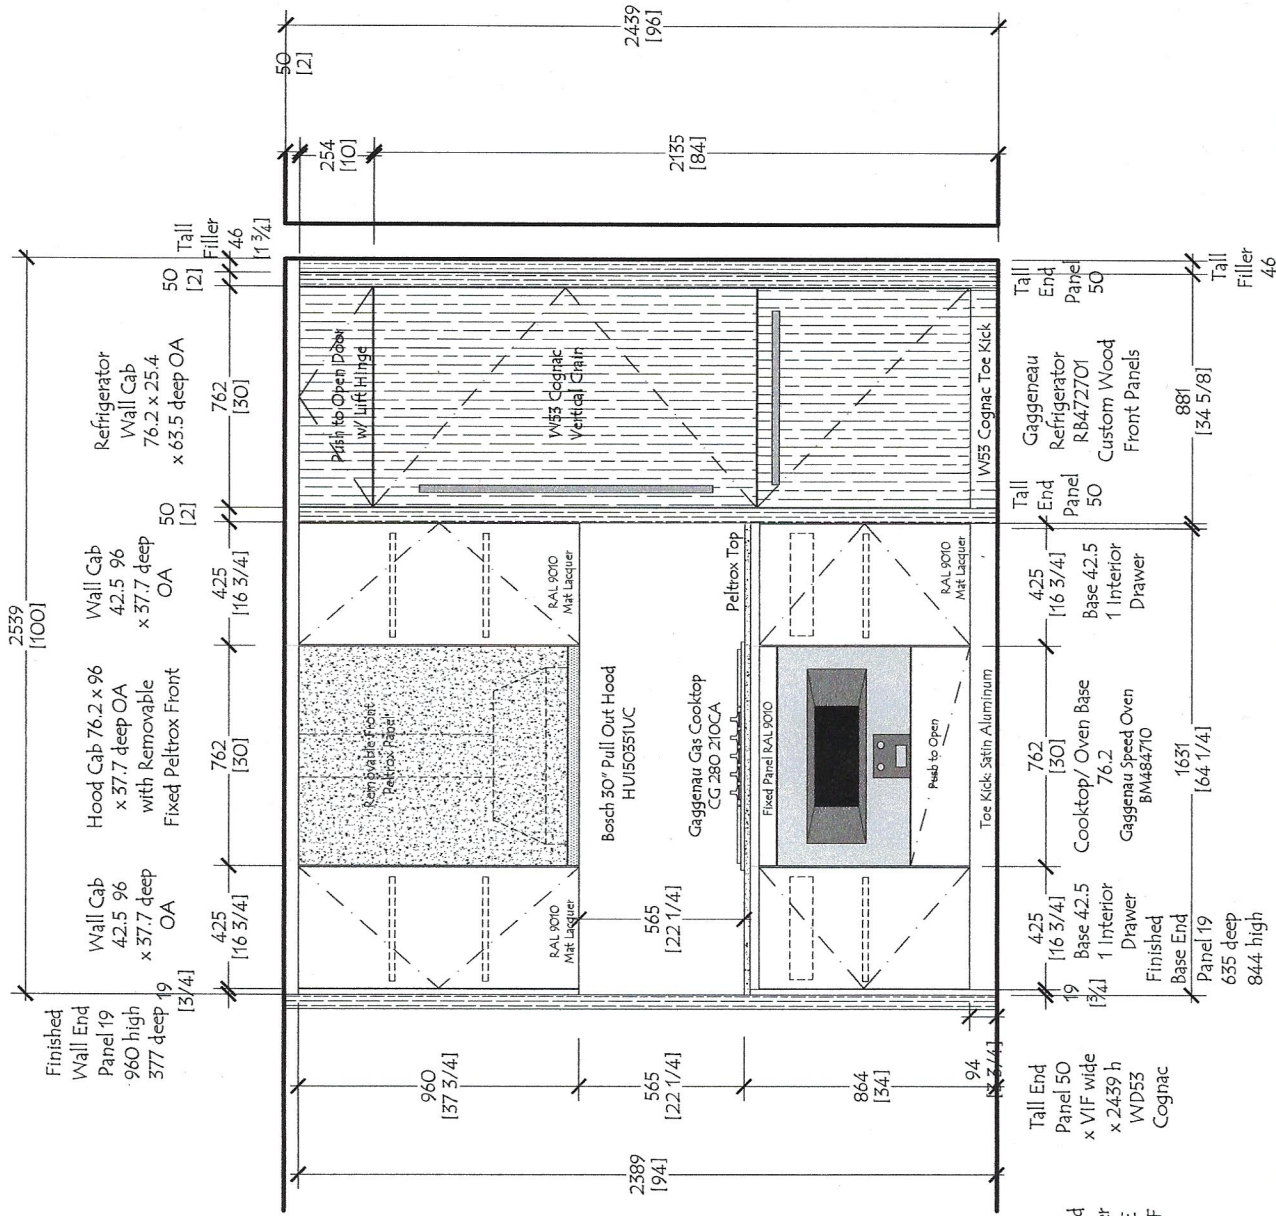 2539
[100]
2439
[96]
50
[2]
254
[10]
2135
[84]
Tall
Filler
46
[1 3/4]
50
[2]
Refrigerator
Wall Cab
76.2 x 25.4
x 63.5 deep OA
762
[30]
50
[2]
Wall Cab
42.5 96
x 37.7 deep
OA
425
[16 3/4]
Hood Cab 76.2 x 96
x 37.7 deep OA
with Removable
Fixed Peltrox Front
762
[30]
Wall Cab
42.5 96
x 37.7 deep
OA
425
[16 3/4]
19
[3/4]
Finished
Wall End
Panel 19
960 high
377 deep
Push to Open Door
w/ Lift Hinge
W53 Cognac
Vertical Grain
W53 Cognac Toe Kick
RAL 9010
Mat Lacquer
Peltrox Top
RAL 9010
Mat Lacquer
Removable Front
Peltrox Panel
Bosch 30" Pull Out Hood
HUI50351UC
Gaggenau Gas Cooktop
CG 280 210CA
Fixed Panel RAL 9010
Push to Open
Toe Kick: Satin Aluminum
RAL 9010
Mat Lacquer
565
[22 1/4]
960
[37 3/4]
565
[22 1/4]
864
[34]
94
3/4]
2389
[94]
Tall
End
Panel
50
Tall
Filler
46
Gaggeneau
Refrigerator
RB472701
Custom Wood
Front Panels
881
[34 5/8]
Tall
End
Panel
50
425
[16 3/4]
Base 42.5
1 Interior
Drawer
762
[30]
Cooktop/ Oven Base
76.2
Gaggenau Speed Oven
BM484710
1631
[64 1/4]
425
[16 3/4]
Base 42.5
1 Interior
Drawer
19
[3/4]
Finished
Base End
Panel 19
635 deep
844 high
Tall End
Panel 50
x VIF wide
x 2439 h
WD53
Cognac